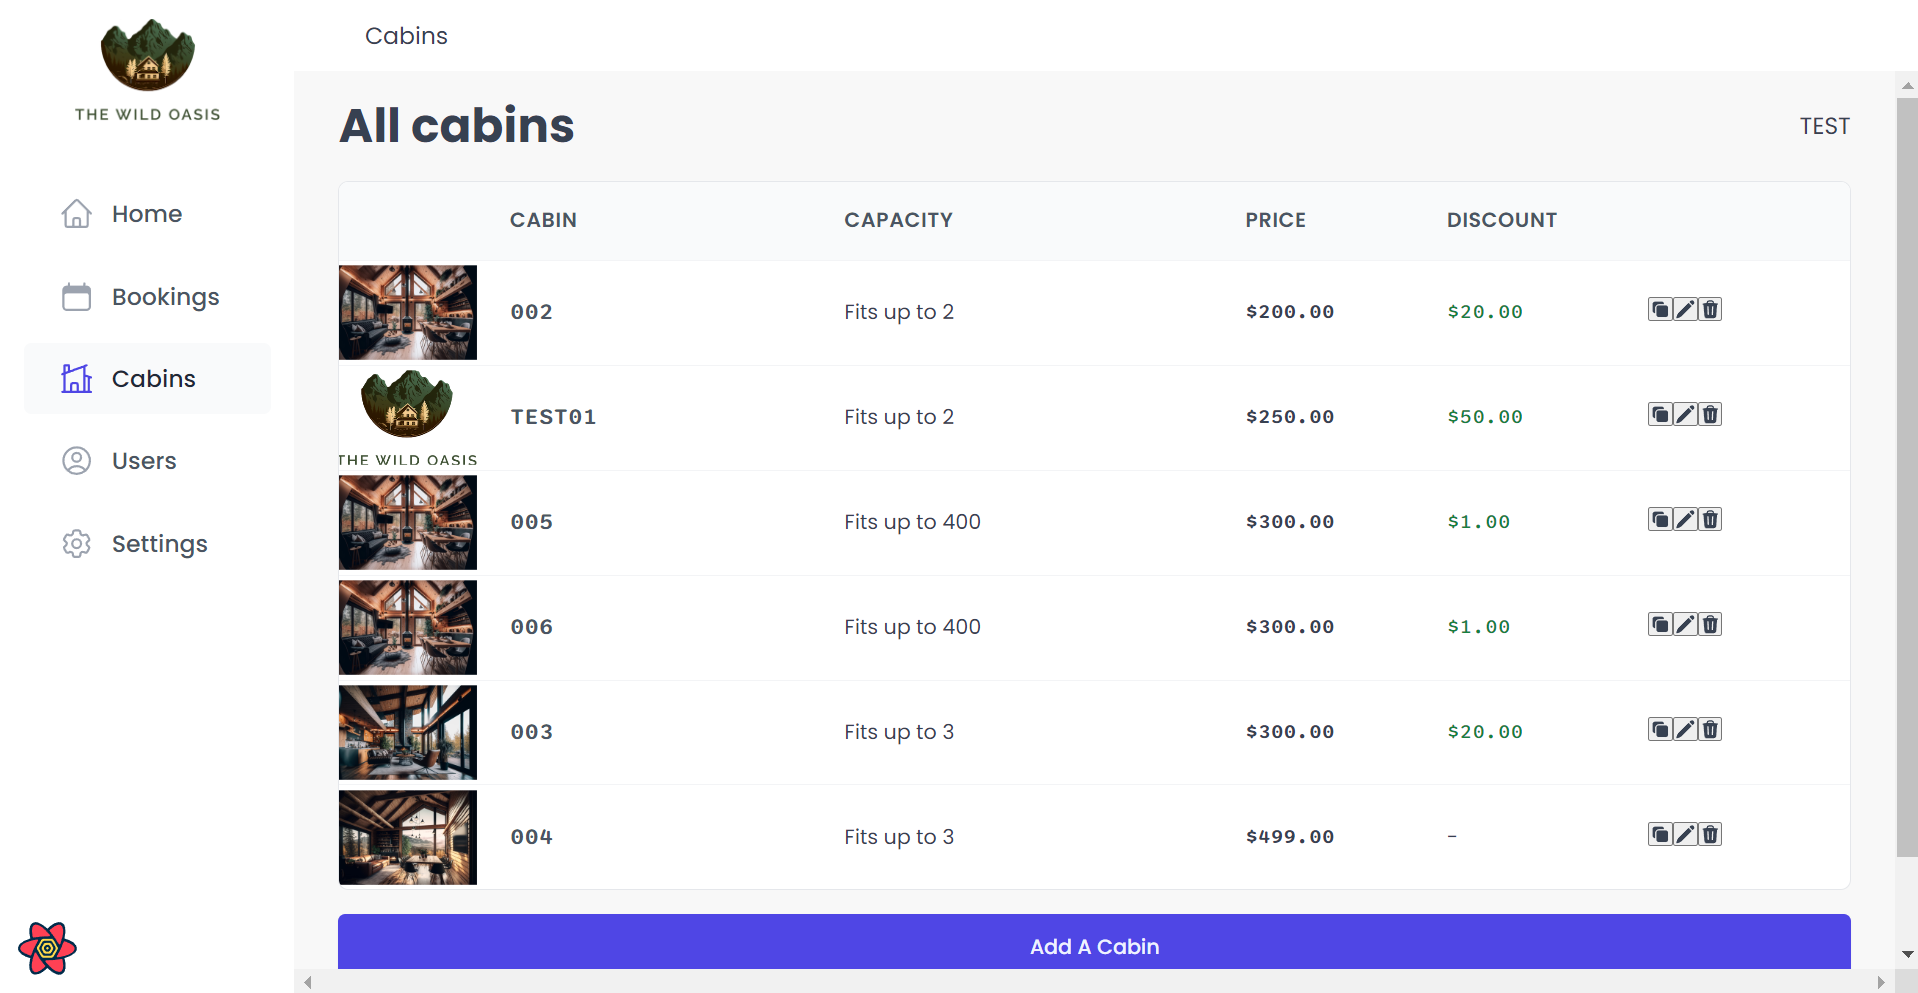 THE WILD OASIS
Home
Bookings
Cabins
Users
Settings
Cabins
All cabins
TEST
CABIN CAPACITY PRICE DISCOUNT
002 Fits up to 2 $200.00 $20.00
TEST01 Fits up to 2 $250.00 $50.00
THE WILD OASIS
005 Fits up to 400 $300.00 $1.00
006 Fits up to 400 $300.00 $1.00
003 Fits up to 3 $300.00 $20.00
004 Fits up to 3 $499.00 -
Add A Cabin